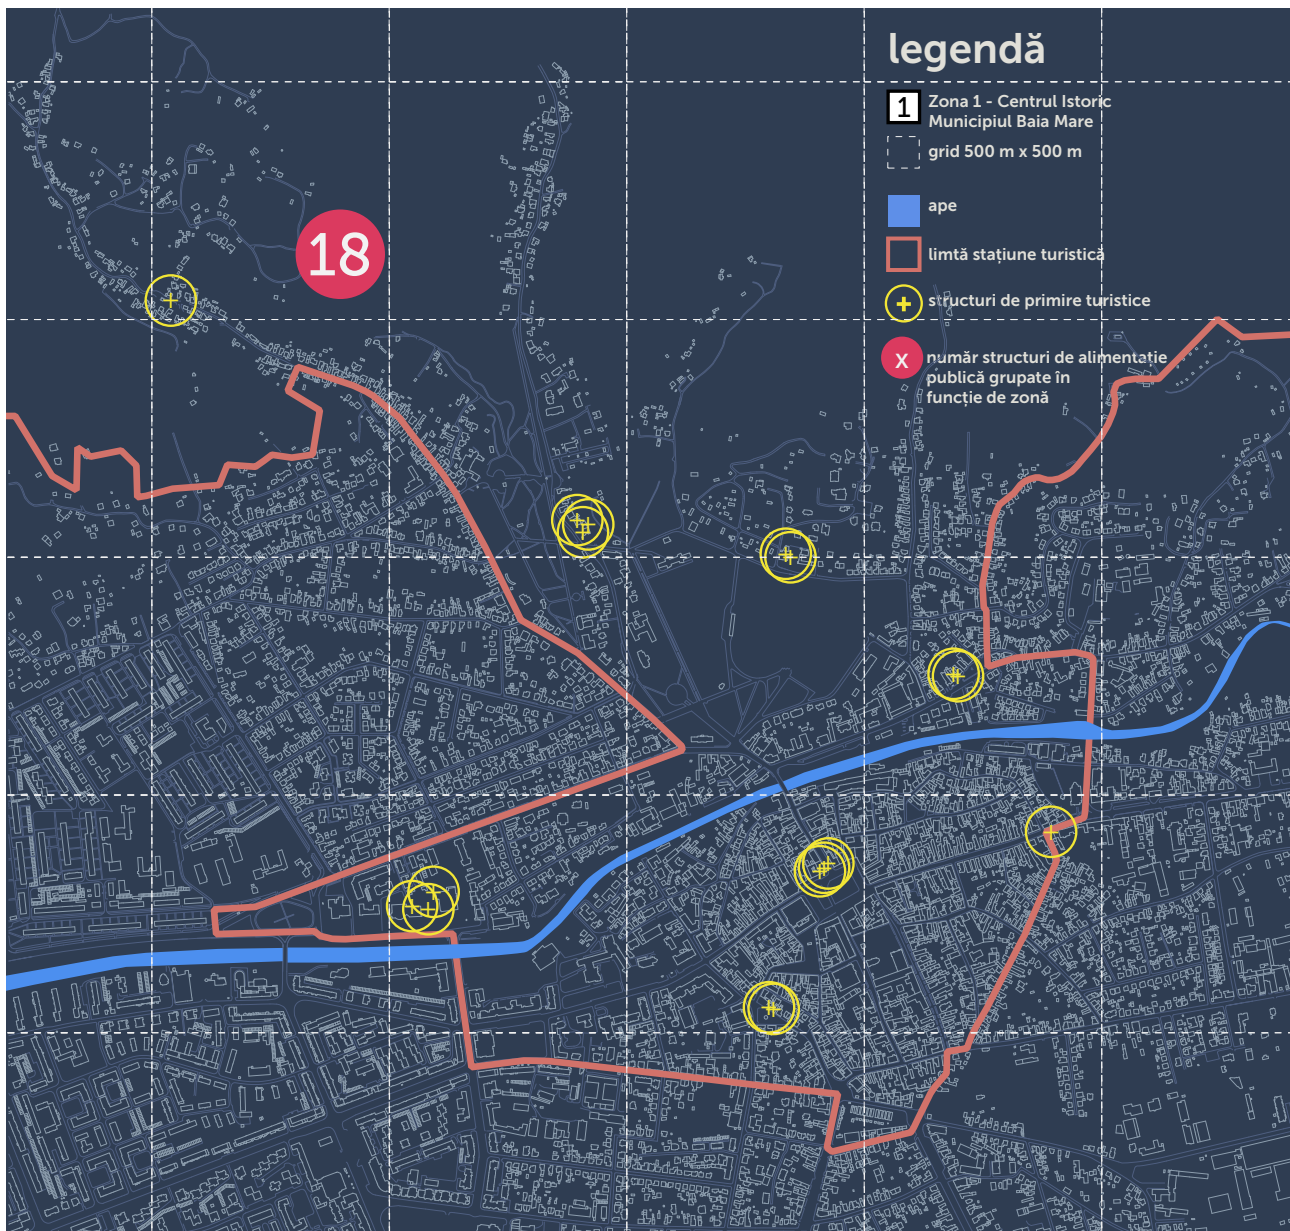 legendă
1
Zona 1 - Centrul Istoric
Municipiul Baia Mare
grid 500 m x 500 m
ape
limtă stațiune turistică
structuri de primire turistice
x
număr structuri de alimentație
publică grupate în
funcție de zonă
18